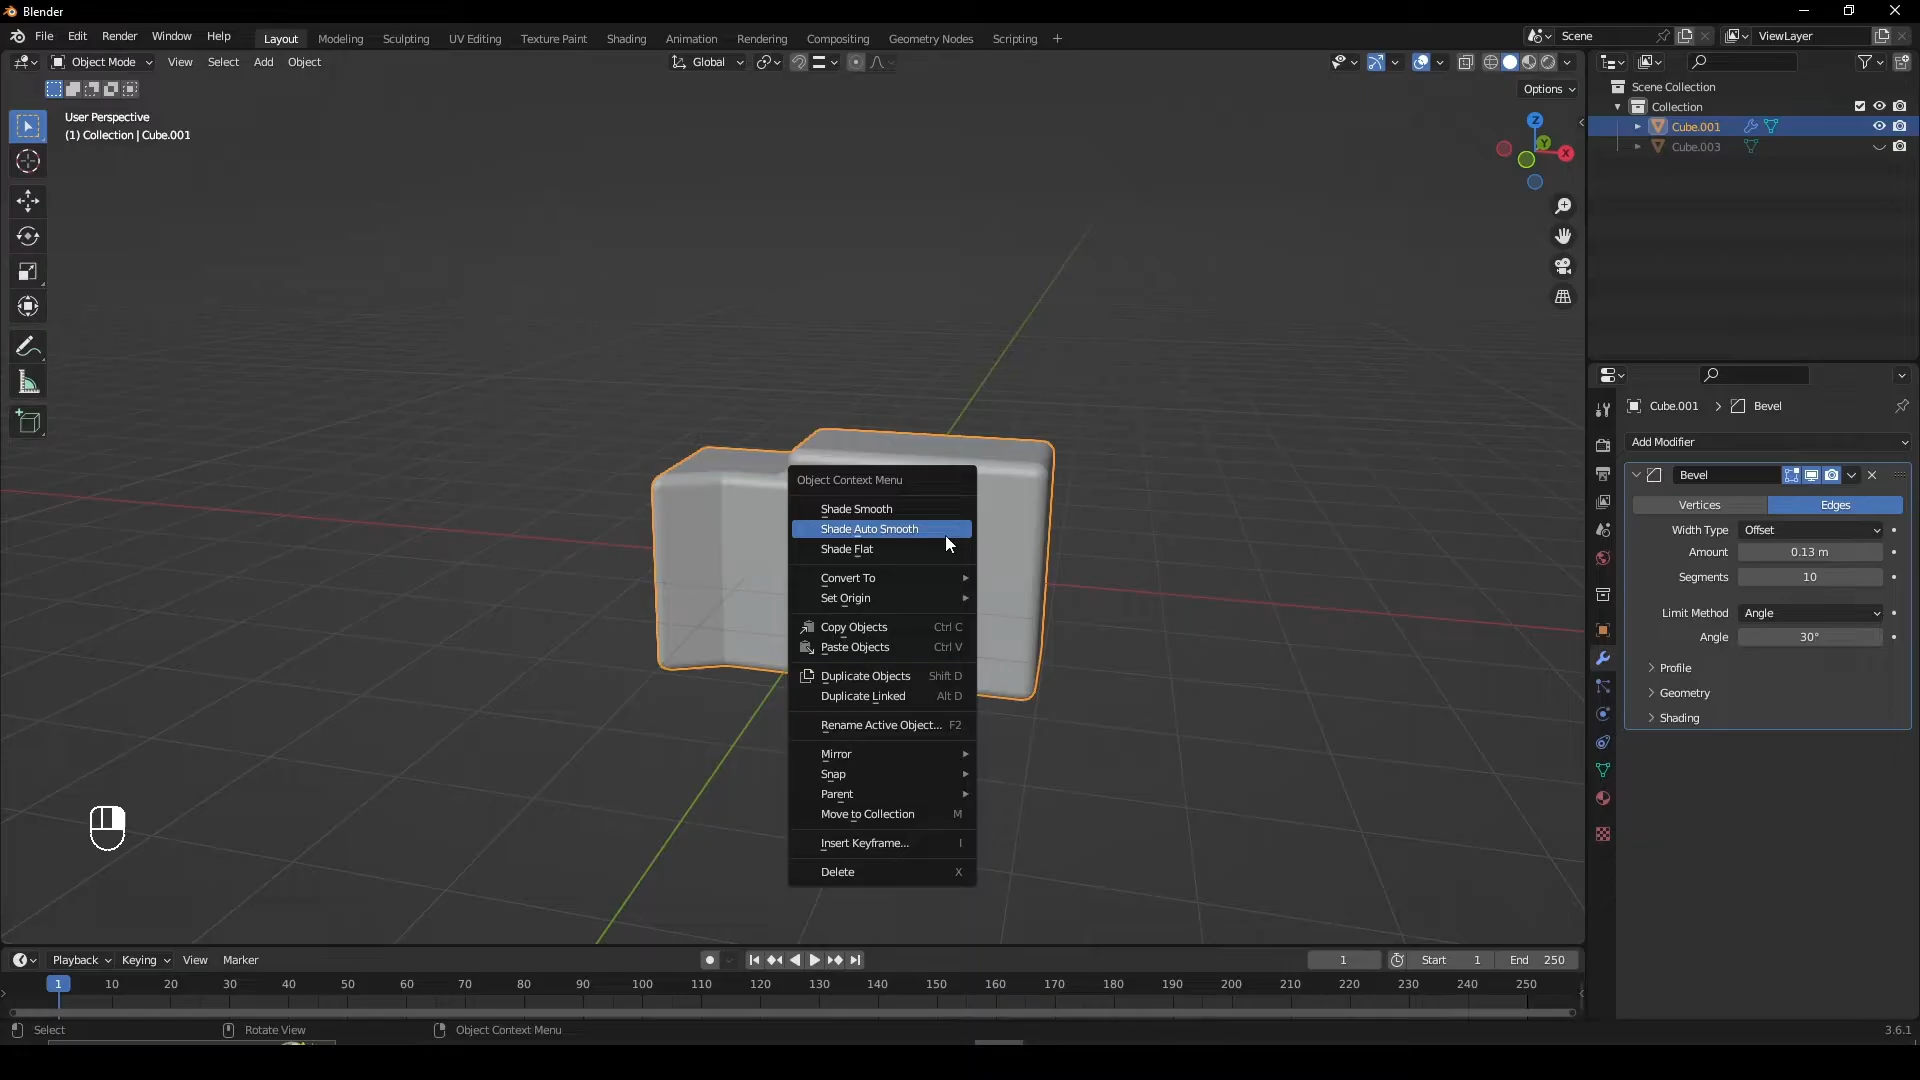 Blender
File Edit Render Window Help
Layout Modeling Sculpting UV Editing Texture Paint Shading Animation Rendering Compositing Geometry Nodes Scripting +
Scene
ViewLayer
Object Mode View Select Add Object
Global
Options
User Perspective
(1) Collection | Cube.001
Z
Y
X
Scene Collection
Collection
Cube.001
Cube.003
Cube.001 > Bevel
Add Modifier
Bevel
Vertices Edges
Width Type Offset
Amount 0.13 m
Segments 10
Limit Method Angle
Angle 30°
Profile
Geometry
Shading
Object Context Menu
Shade Smooth
Shade Auto Smooth
Shade Flat
Convert To
Set Origin
Copy Objects Ctrl C
Paste Objects Ctrl V
Duplicate Objects Shift D
Duplicate Linked Alt D
Rename Active Object... F2
Mirror
Snap
Parent
Move to Collection M
Insert Keyframe... I
Delete X
Playback Keying View Marker
1 Start 1 End 250
1 10 20 30 40 50 60 70 80 90 100 110 120 130 140 150 160 170 180 190 200 210 220 230 240 250
Select Rotate View Object Context Menu
3.6.1